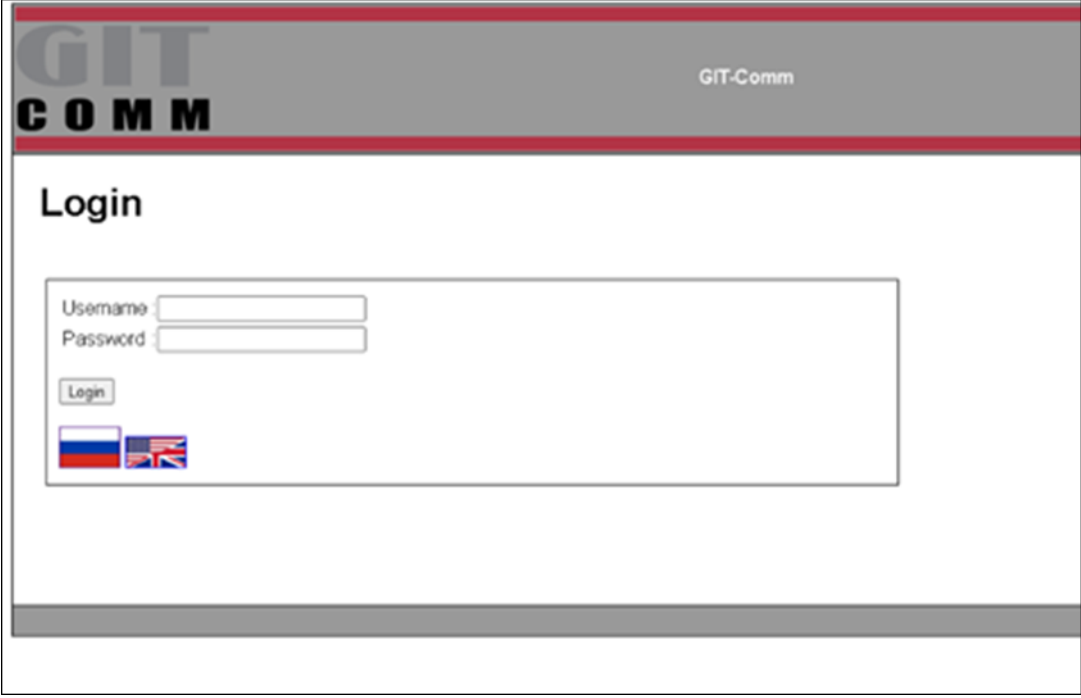 GIT
COMM
GIT-Comm
Login
Username :
Password :
Login